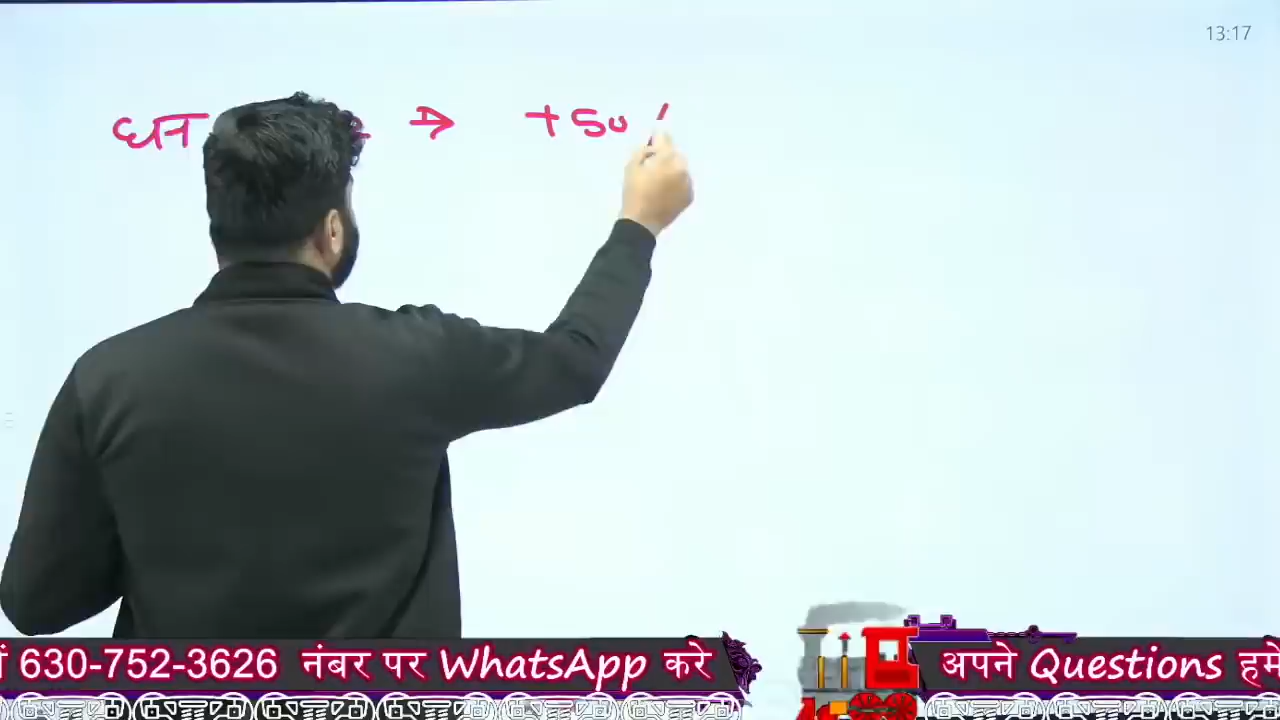 13:17
धन → +50
ं 630-752-3626 नंबर पर WhatsApp करे अपने Questions हमे